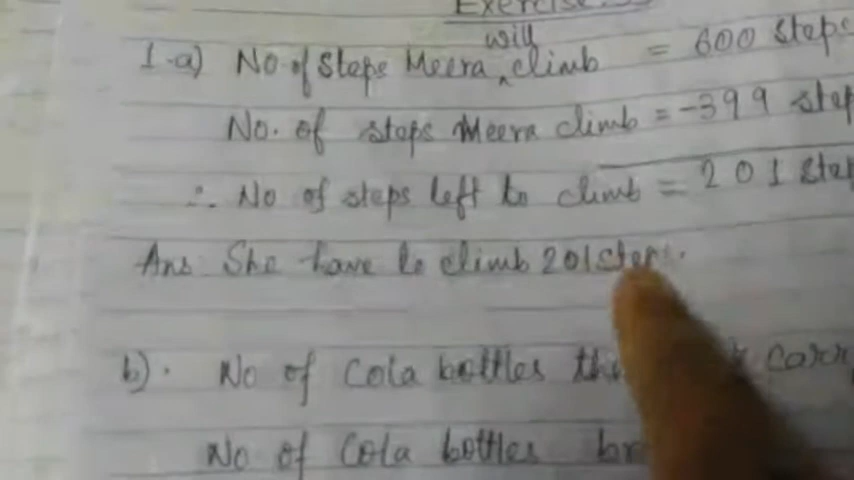 Exercise
will
1-a) No. of Steps Meera ‸ climb = 600 steps
No. of steps Meera climb = -399 step
∴ No of steps left to climb = 201 step
Ans She have to climb 201 step
b). No of Cola bottles carr
No of Cola bottles